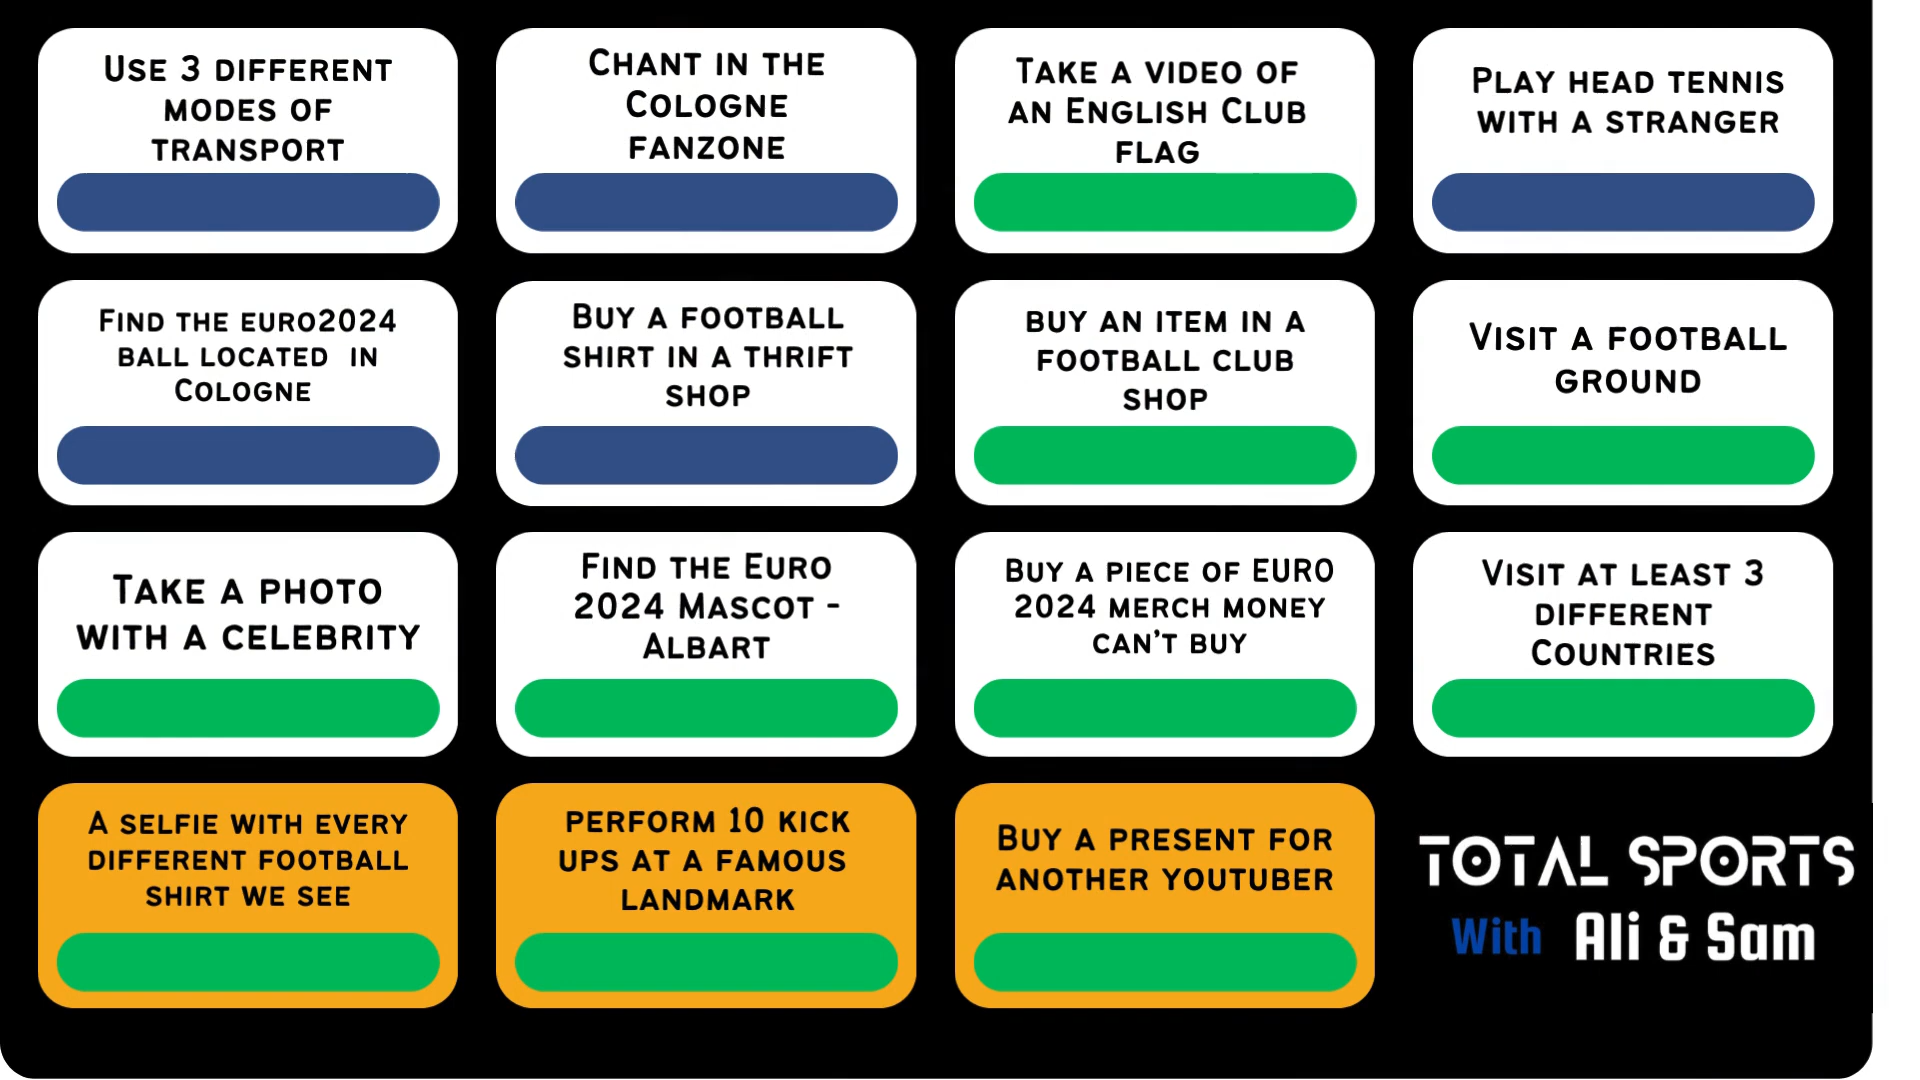 Use 3 different
modes of
transport
Chant in the
Cologne
fanzone
Take a video of
an English Club
flag
Play head tennis
with a stranger
Find the euro2024
ball located in
Cologne
Buy a football
shirt in a thrift
shop
buy an item in a
football club
shop
Visit a football
ground
Take a photo
with a celebrity
Find the Euro
2024 Mascot -
Albart
Buy a piece of EURO
2024 merch money
can't buy
Visit at least 3
different
Countries
A selfie with every
different football
shirt we see
perform 10 kick
ups at a famous
landmark
Buy a present for
another youtuber
TOTAL SPORTS
With Ali & Sam